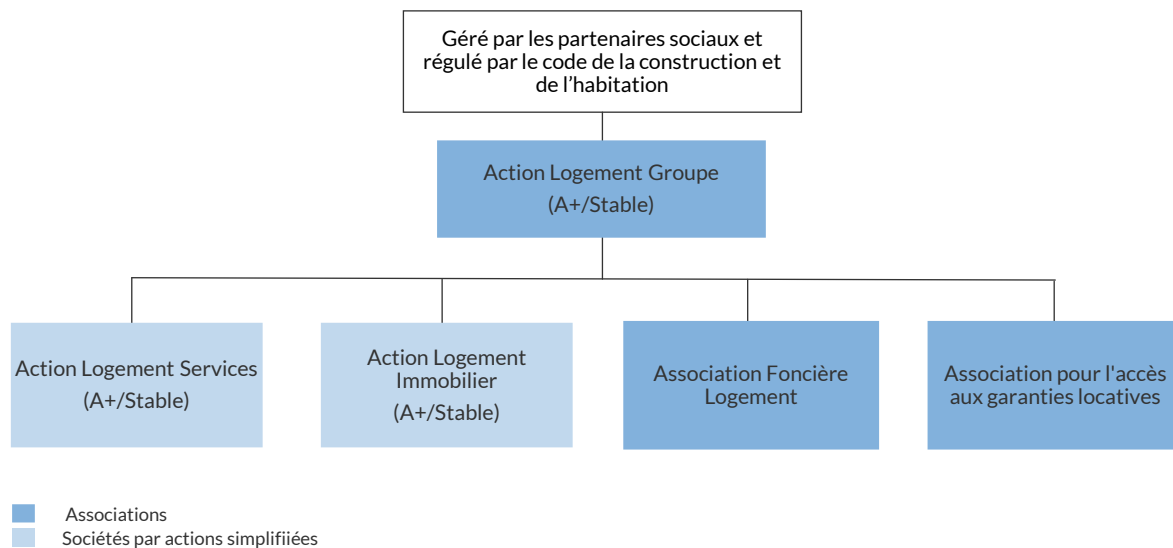 Géré par les partenaires sociaux et
régulé par le code de la construction et
de l'habitation
Action Logement Groupe
(A+/Stable)
Action Logement Services
(A+/Stable)
Action Logement
Immobilier
(A+/Stable)
Association Foncière
Logement
Association pour l'accès
aux garanties locatives
Associations
Sociétés par actions simplifiiées